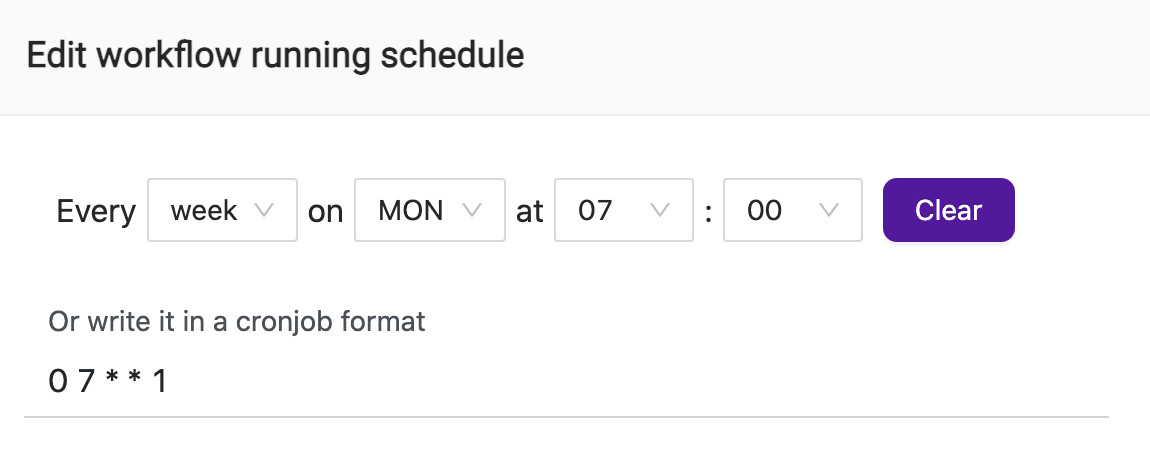 Edit workflow running schedule
Every week on MON at 07 : 00 Clear
Or write it in a cronjob format
0 7 * * 1